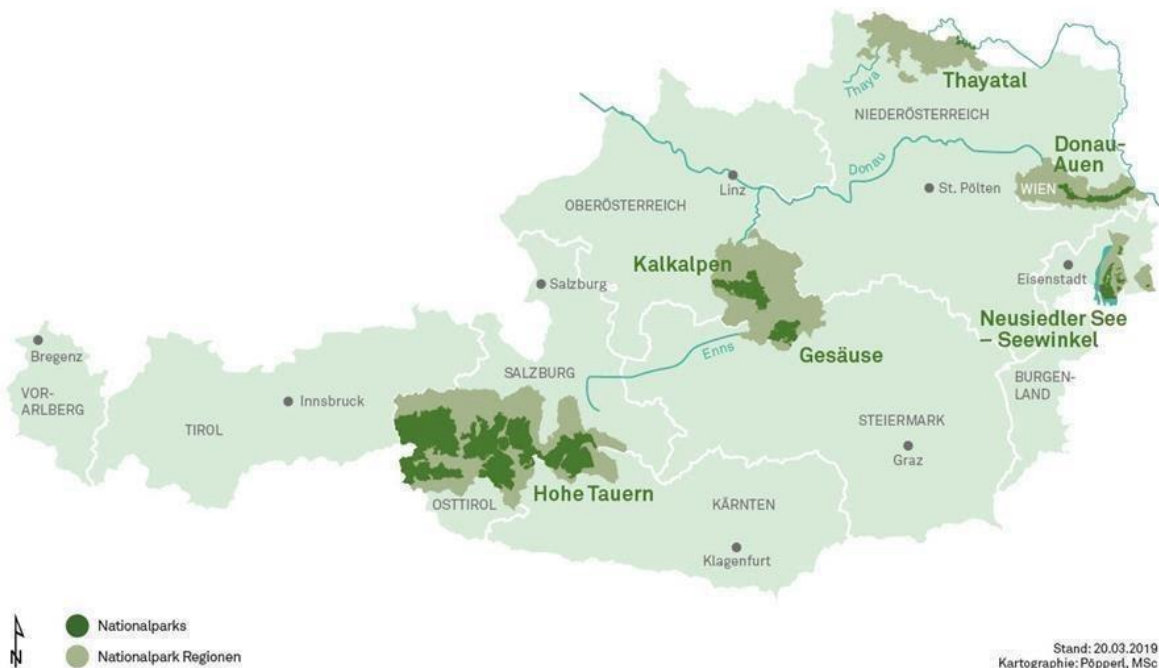 Thayatal
Thaya
NIEDERÖSTERREICH
Donau-
Auen
Donau
WIEN
Linz
St. Pölten
OBERÖSTERREICH
Kalkalpen
Salzburg
Eisenstadt
Neusiedler See
– Seewinkel
Gesäuse
Enns
Bregenz
VOR-
ARLBERG
Innsbruck
TIROL
SALZBURG
BURGEN-
LAND
STEIERMARK
Graz
Hohe Tauern
OSTTIROL
KÄRNTEN
Klagenfurt
N
Nationalparks
Nationalpark Regionen
Stand: 20.03.2019
Kartographie: Pöpperl, MSc